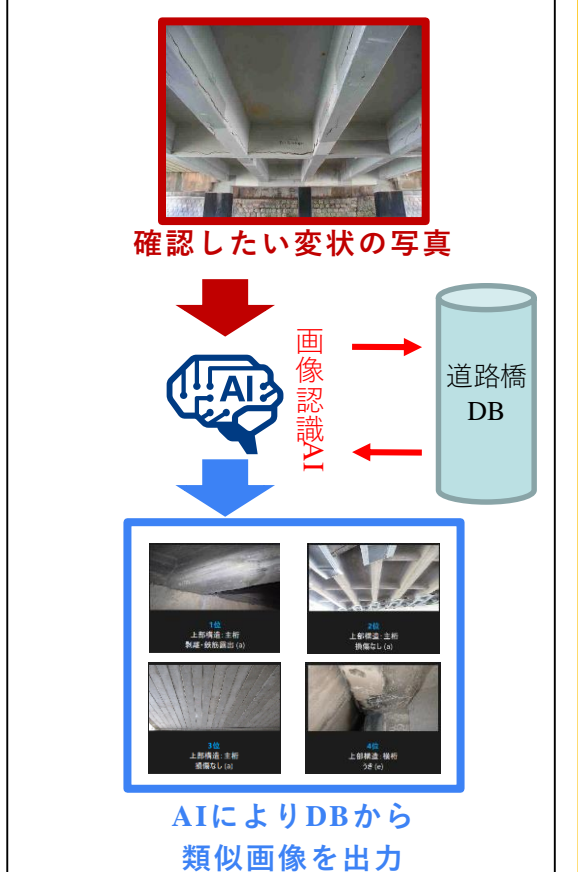 確認したい変状の写真
AI
画像認識AI
道路橋
DB
1位
上部構造：主桁
剥離・鉄筋露出 (a)
2位
上部構造：主桁
損傷なし (a)
3位
上部構造：主桁
損傷なし (a)
4位
上部構造：横桁
うき (e)
AIによりDBから
類似画像を出力